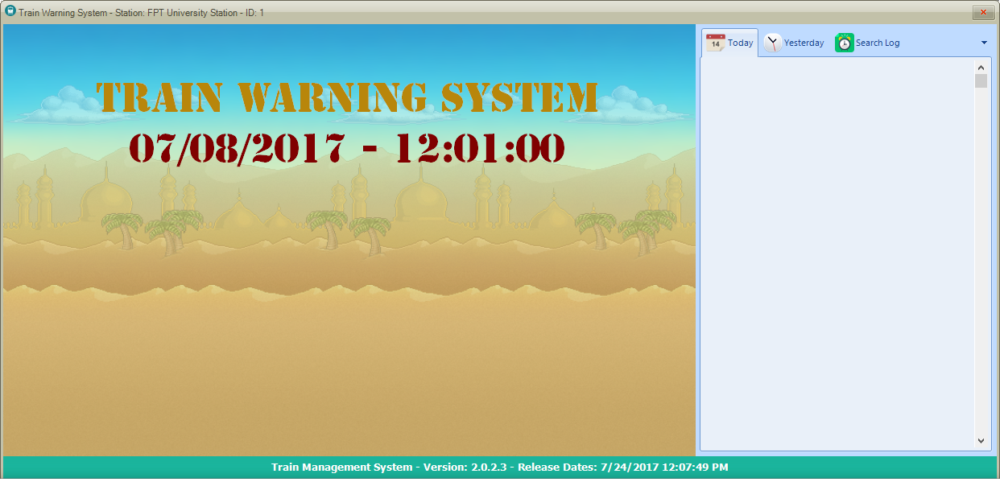 Train Warning System - Station: FPT University Station - ID: 1
TRAIN WARNING SYSTEM
07/08/2017 - 12:01:00
14 Today Yesterday Search Log
Train Management System - Version: 2.0.2.3 - Release Dates: 7/24/2017 12:07:49 PM